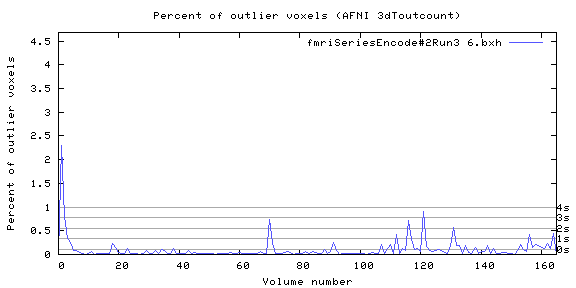 Percent of outlier voxels (AFNI 3dToutcount)
fmriSeriesEncode#2Run3 6.bxh
Percent of outlier voxels
4.5
4
3.5
3
2.5
2
1.5
1
0.5
0
4s
3s
2s
1s
0s
0 20 40 60 80 100 120 140 160
Volume number